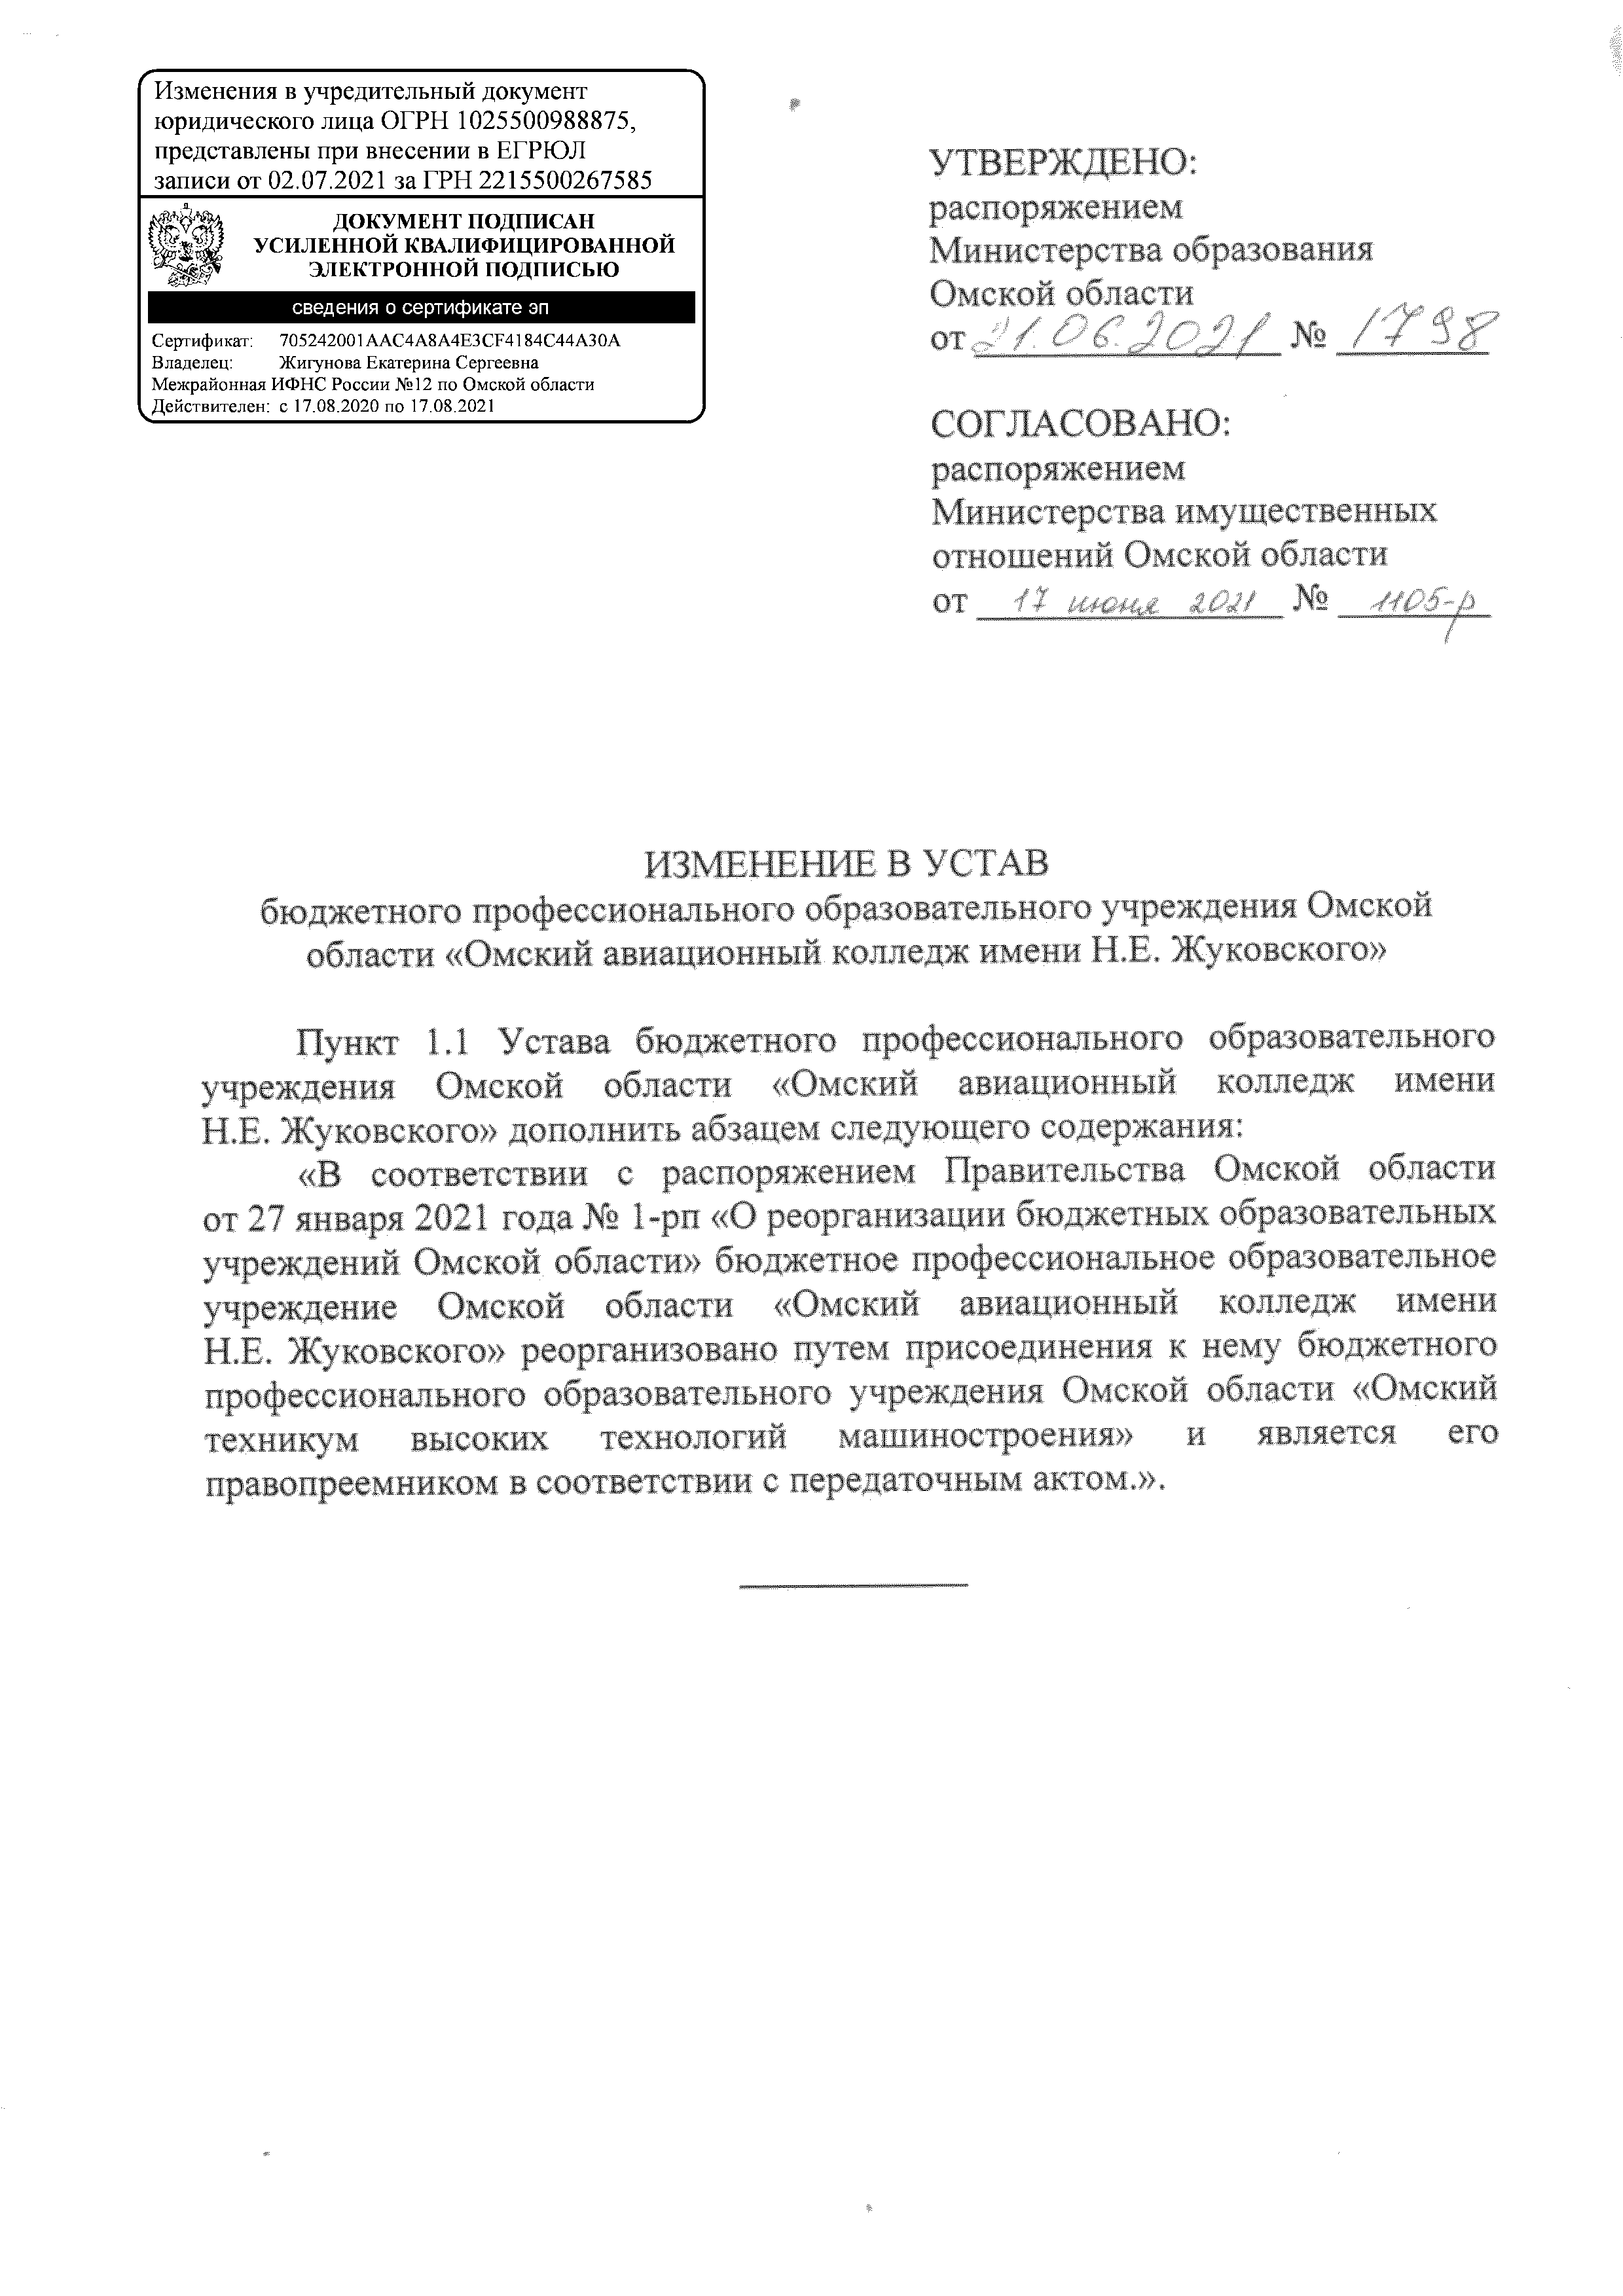 Изменения в учредительный документ
юридического лица ОГРН 1025500988875,
представлены при внесении в ЕГРЮЛ
записи от 02.07.2021 за ГРН 2215500267585
ДОКУМЕНТ ПОДПИСАН
УСИЛЕННОЙ КВАЛИФИЦИРОВАННОЙ
ЭЛЕКТРОННОЙ ПОДПИСЬЮ
сведения о сертификате эп
Сертификат: 705242001AAC4A8A4E3CF4184C44A30A
Владелец: Жигунова Екатерина Сергеевна
Межрайонная ИФНС России №12 по Омской области
Действителен: с 17.08.2020 по 17.08.2021
УТВЕРЖДЕНО:
распоряжением
Министерства образования
Омской области
от 21.06.2021 № 1798
СОГЛАСОВАНО:
распоряжением
Министерства имущественных
отношений Омской области
от 17 июня 2021 № 1105-р
ИЗМЕНЕНИЕ В УСТАВ
бюджетного профессионального образовательного учреждения Омской
области «Омский авиационный колледж имени Н.Е. Жуковского»
Пункт 1.1 Устава бюджетного профессионального образовательного
учреждения Омской области «Омский авиационный колледж имени
Н.Е. Жуковского» дополнить абзацем следующего содержания:
«В соответствии с распоряжением Правительства Омской области
от 27 января 2021 года № 1-рп «О реорганизации бюджетных образовательных
учреждений Омской области» бюджетное профессиональное образовательное
учреждение Омской области «Омский авиационный колледж имени
Н.Е. Жуковского» реорганизовано путем присоединения к нему бюджетного
профессионального образовательного учреждения Омской области «Омский
техникум высоких технологий машиностроения» и является его
правопреемником в соответствии с передаточным актом.».